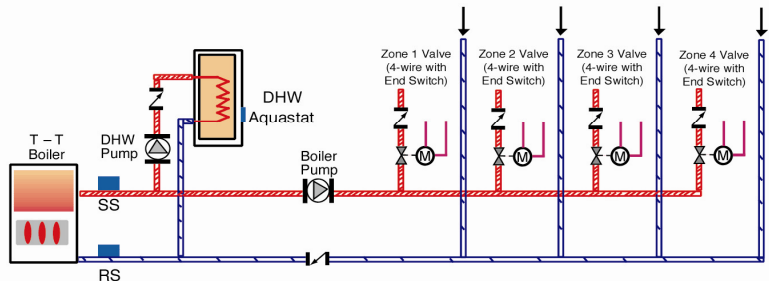 Zone 1 Valve
(4-wire with
End Switch)
Zone 2 Valve
(4-wire with
End Switch)
Zone 3 Valve
(4-wire with
End Switch)
Zone 4 Valve
(4-wire with
End Switch)
DHW
Aquastat
T – T
Boiler
DHW
Pump
Boiler
Pump
M
M
M
M
SS
RS